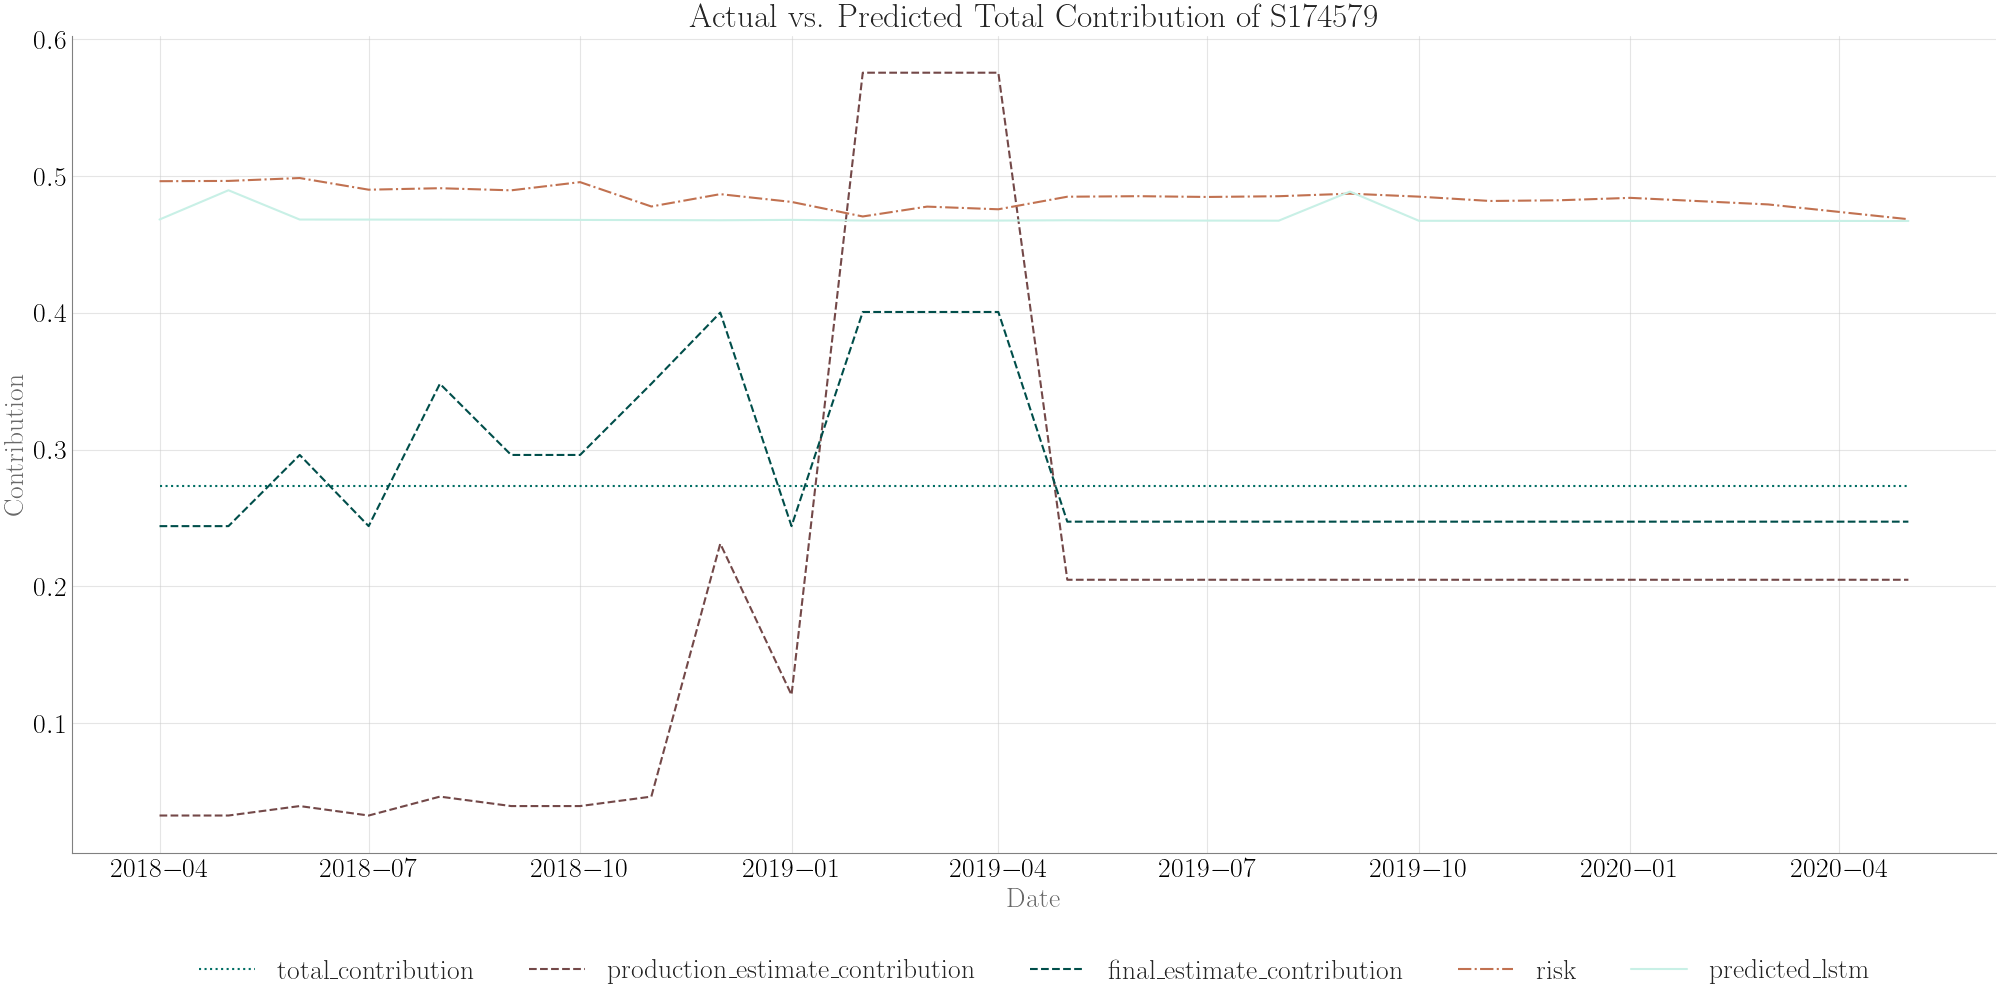 Actual vs. Predicted Total Contribution of S174579
0.6
0.5
0.4
0.3
0.2
0.1
Contribution
2018–04 2018–07 2018–10 2019–01 2019–04 2019–07 2019–10 2020–01 2020–04
Date
total_contribution production_estimate_contribution final_estimate_contribution risk predicted_lstm